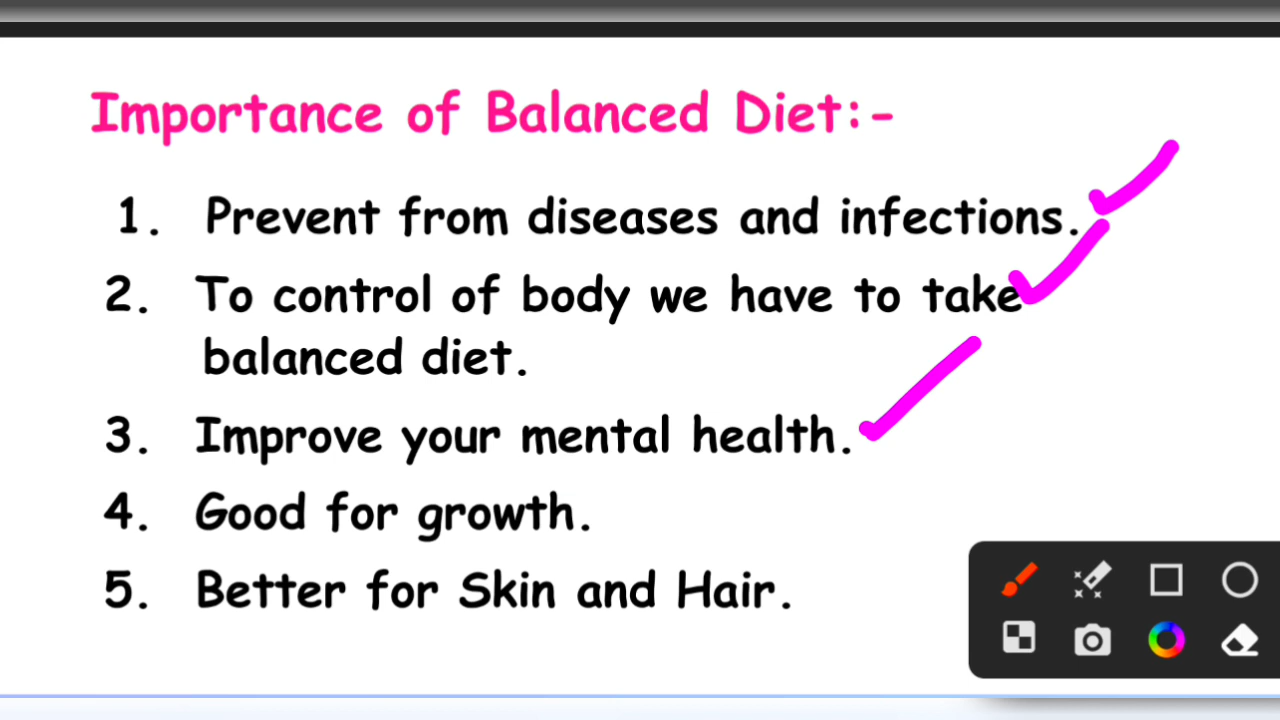 Importance of Balanced Diet:-
1. Prevent from diseases and infections.
2. To control of body we have to take
balanced diet.
3. Improve your mental health.
4. Good for growth.
5. Better for Skin and Hair.